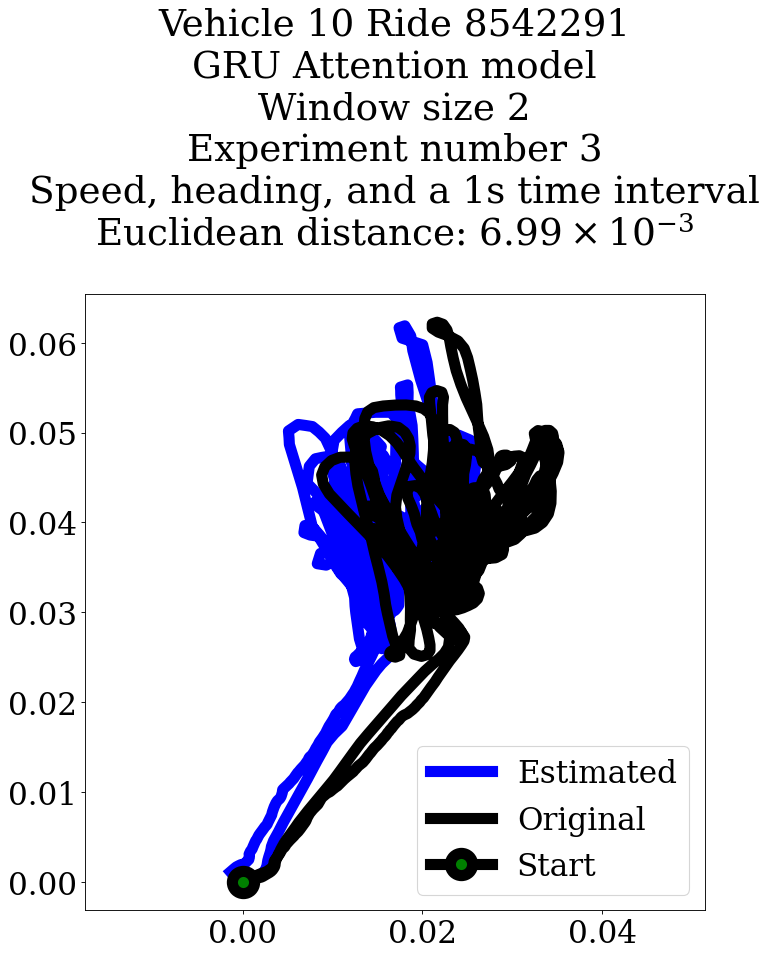 Vehicle 10 Ride 8542291
GRU Attention model
Window size 2
Experiment number 3
Speed, heading, and a 1s time interval
Euclidean distance: 6.99 × 10⁻³
0.06
0.05
0.04
0.03
0.02
0.01
0.00
Estimated
Original
Start
0.00 0.02 0.04